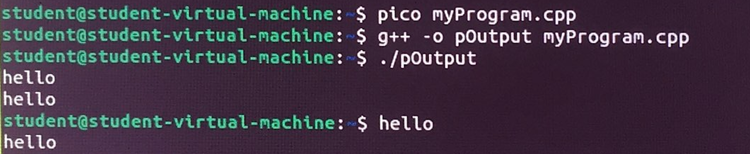 student@student-virtual-machine:~$ pico myProgram.cpp
student@student-virtual-machine:~$ g++ -o pOutput myProgram.cpp
student@student-virtual-machine:~$ ./pOutput
hello
hello
student@student-virtual-machine:~$ hello
hello